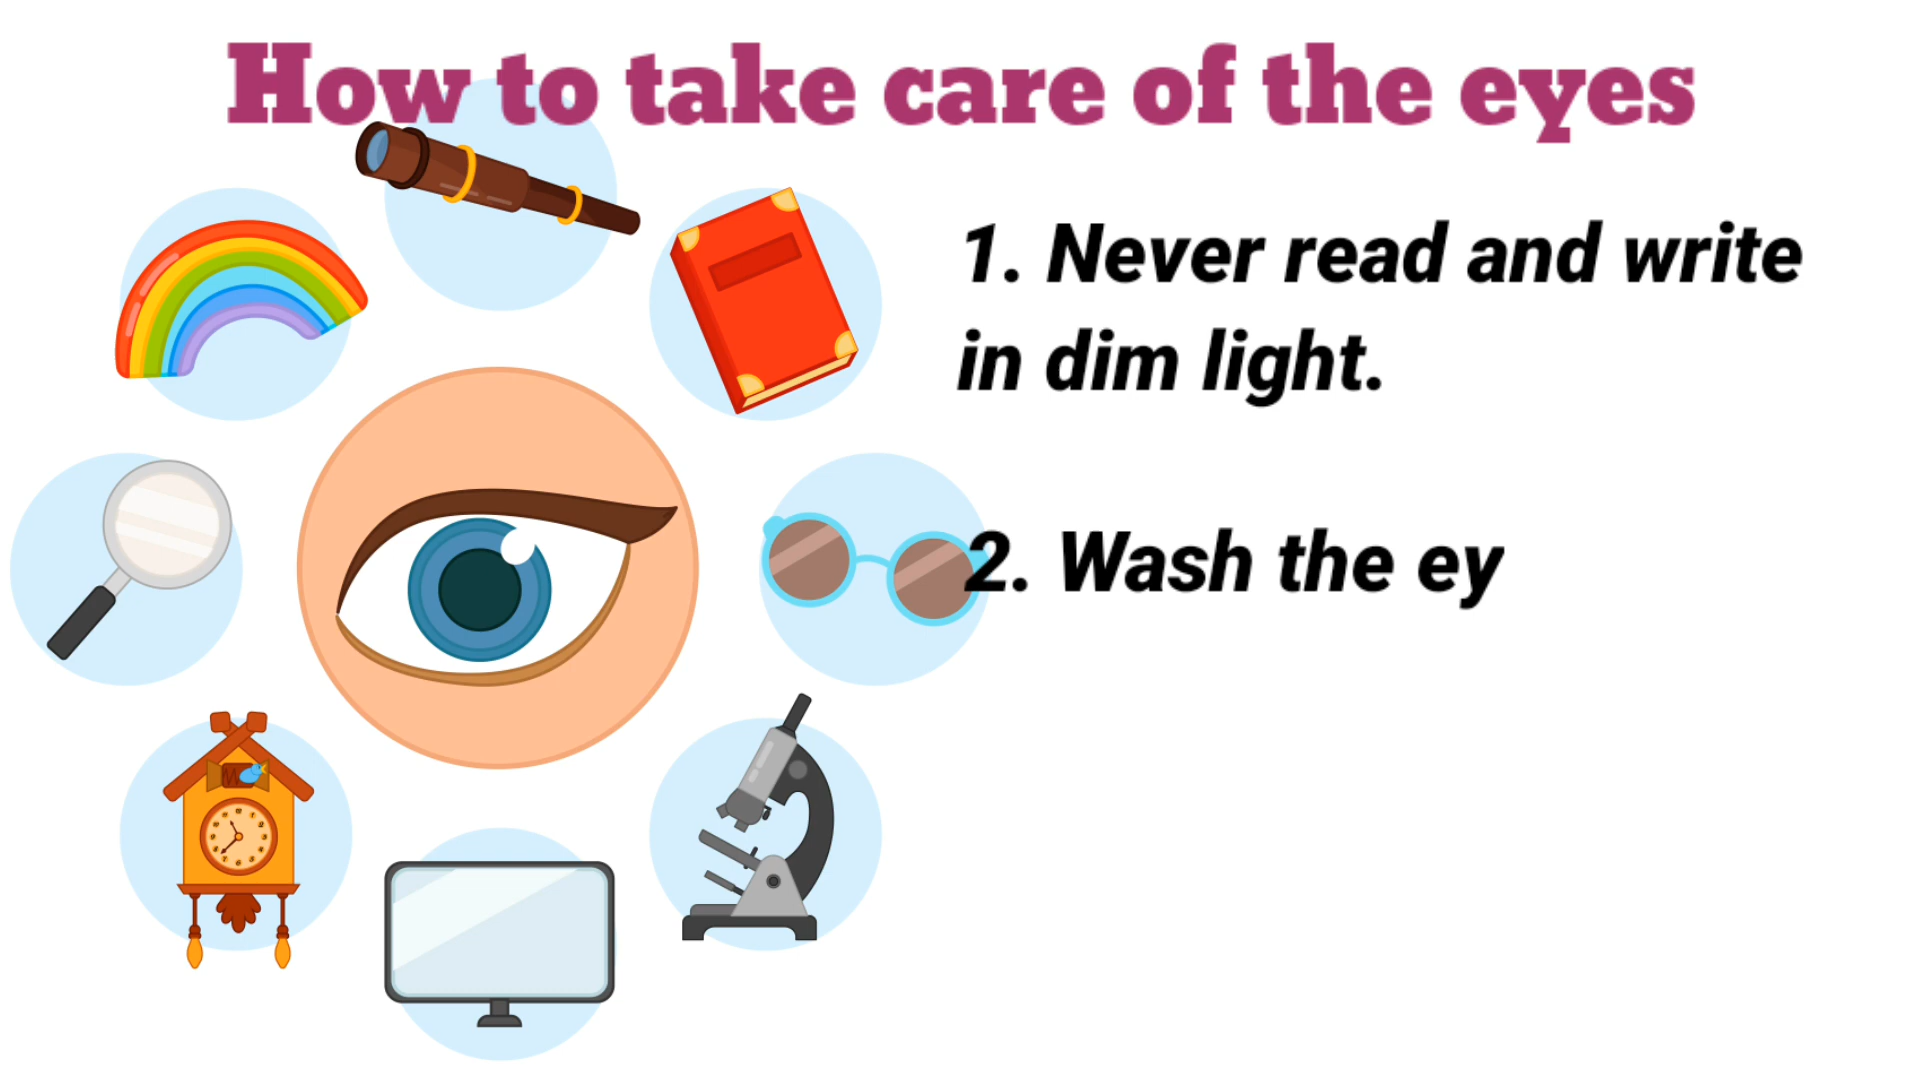 How to take care of the eyes
1. Never read and write
in dim light.
2. Wash the ey